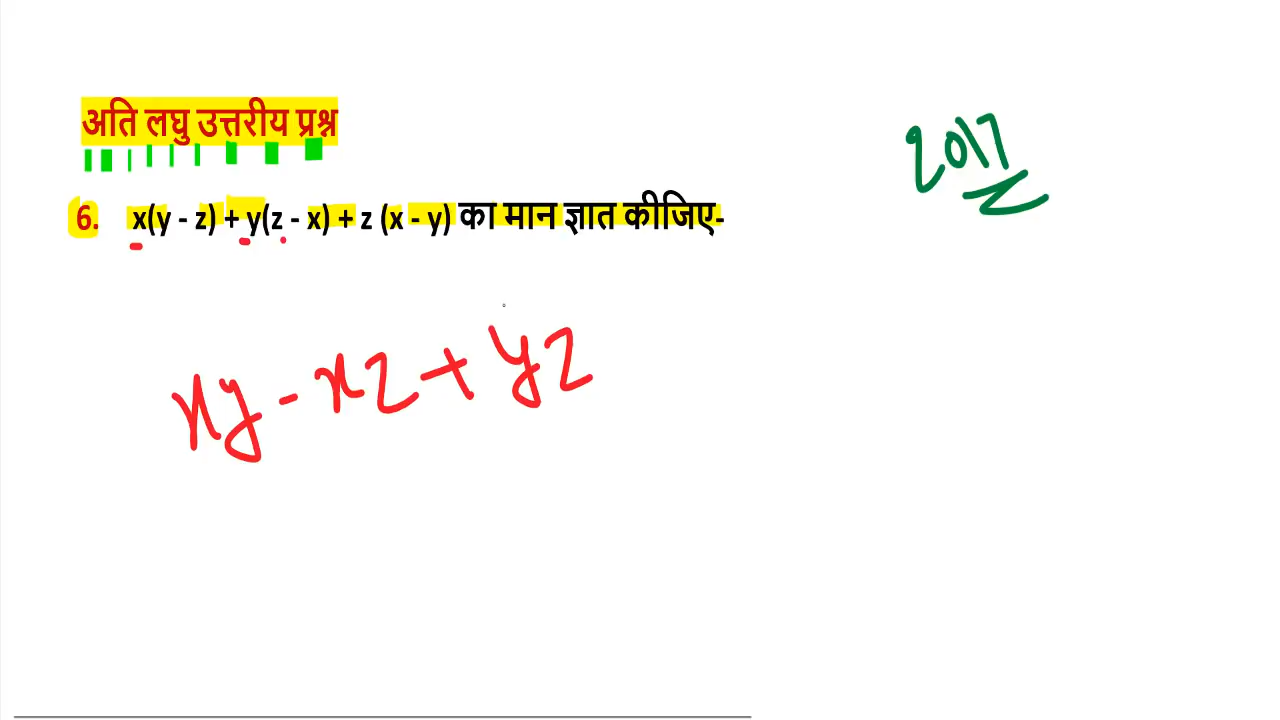 अति लघु उत्तरीय प्रश्न
2017
6. x(y - z) + y(z - x) + z (x - y) का मान ज्ञात कीजिए-
xy - xz + yz